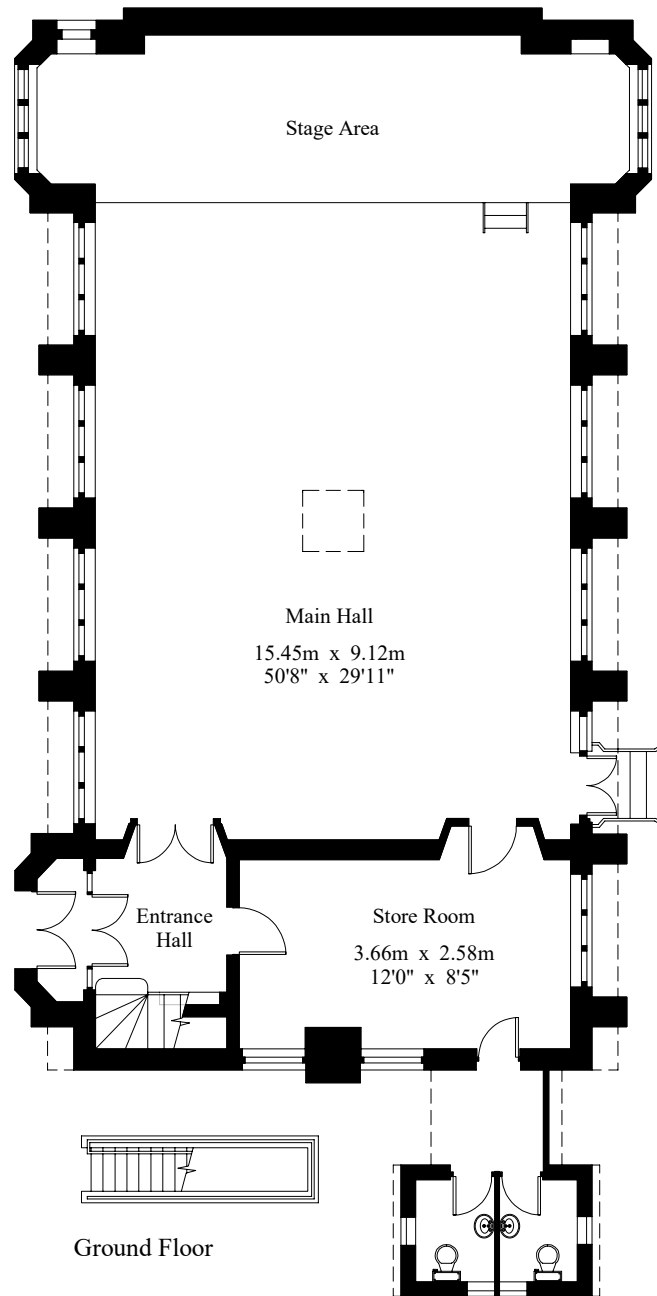 Stage Area
Main Hall
15.45m x 9.12m
50'8" x 29'11"
Entrance
Hall
Store Room
3.66m x 2.58m
12'0" x 8'5"
Ground Floor